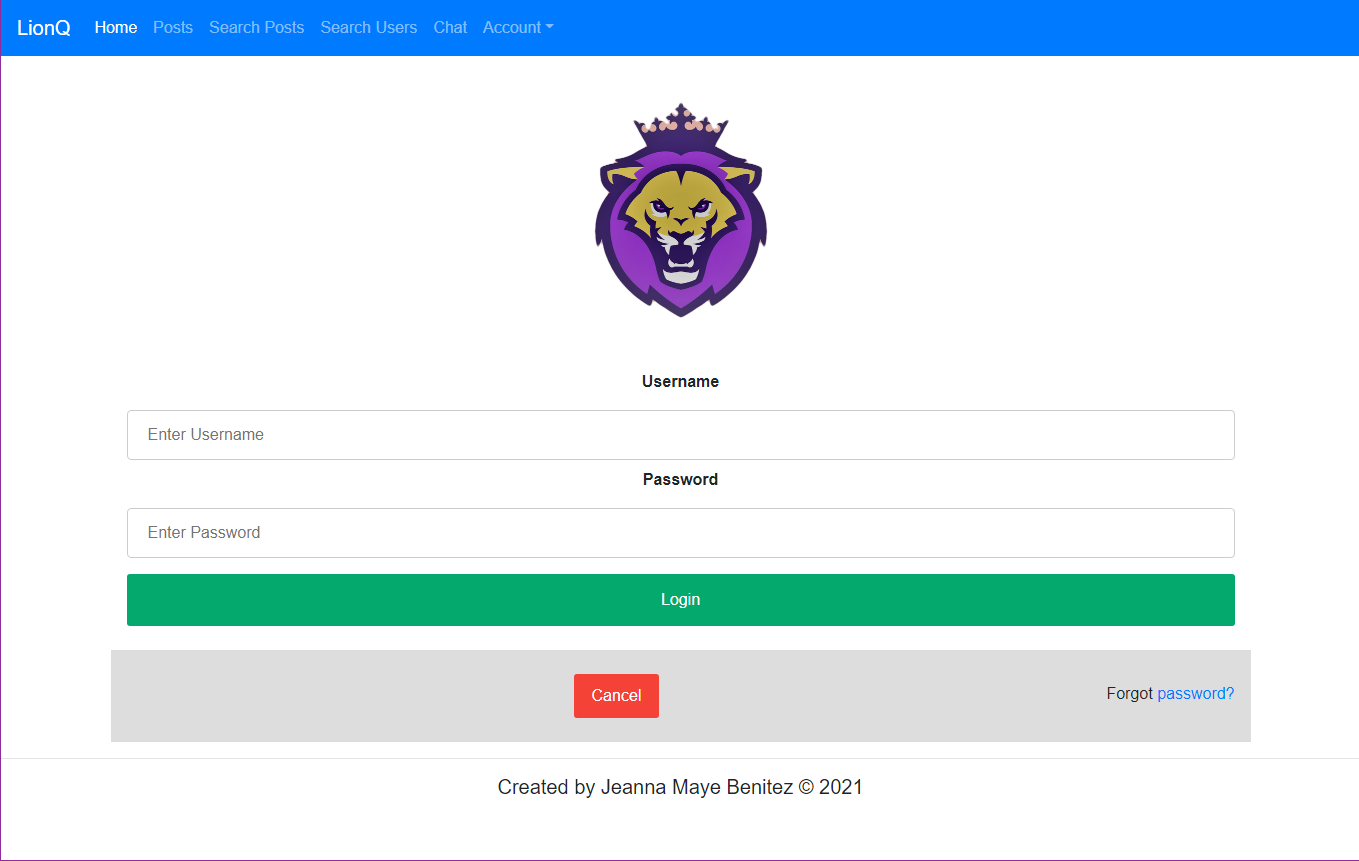 LionQ Home Posts Search Posts Search Users Chat Account
Username
Enter Username
Password
Enter Password
Login
Cancel
Forgot password?
Created by Jeanna Maye Benitez © 2021